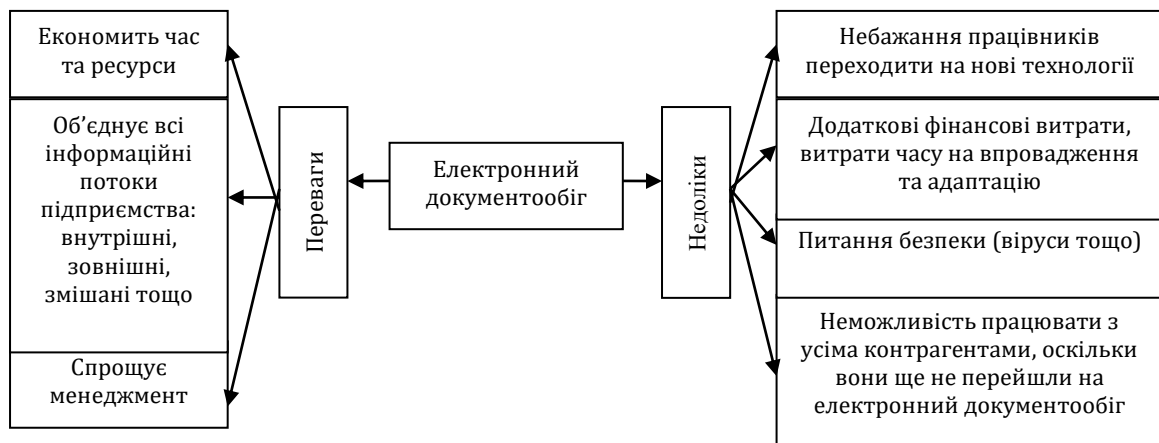 Економить час
та ресурси
Об’єднує всі
інформаційні
потоки
підприємства:
внутрішні,
зовнішні,
змішані тощо
Спрощує
менеджмент
Переваги
Електронний
документообіг
Недоліки
Небажання працівників
переходити на нові технології
Додаткові фінансові витрати,
витрати часу на впровадження
та адаптацію
Питання безпеки (віруси тощо)
Неможливість працювати з
усіма контрагентами, оскільки
вони ще не перейшли на
електронний документообіг